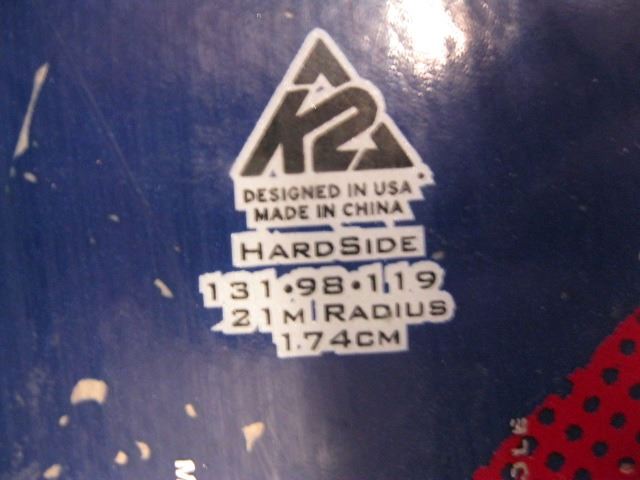 K2
DESIGNED IN USA
MADE IN CHINA
HARDSIDE
131•98•119
21M RADIUS
1.74CM
M